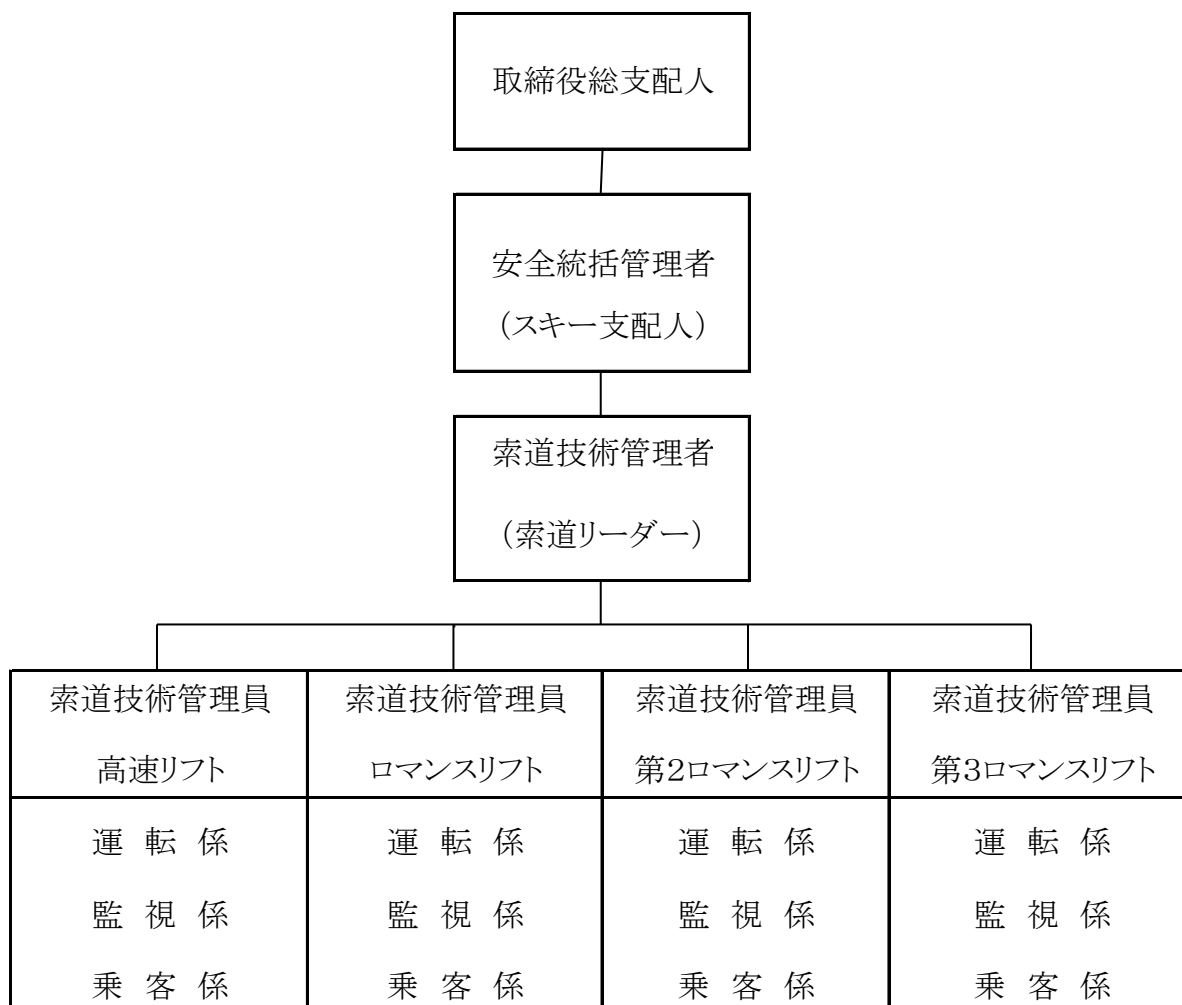 取締役総支配人
安全統括管理者
(スキー支配人)
索道技術管理者
(索道リーダー)
索道技術管理員 索道技術管理員 索道技術管理員 索道技術管理員
高速リフト ロマンスリフト 第2ロマンスリフト 第3ロマンスリフト
運転係 運転係 運転係 運転係
監視係 監視係 監視係 監視係
乗客係 乗客係 乗客係 乗客係